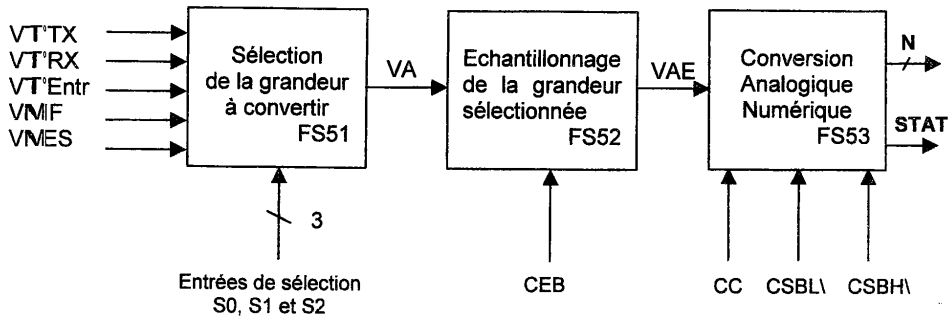 VT°TX
VT°RX
VT°Entr
VMIF
VMES
Sélection
de la grandeur
à convertir
FS51
VA
Echantillonnage
de la grandeur
sélectionnée
FS52
VAE
Conversion
Analogique
Numérique
FS53
N
STAT
3
Entrées de sélection
S0, S1 et S2
CEB
CC
CSBL\
CSBH\